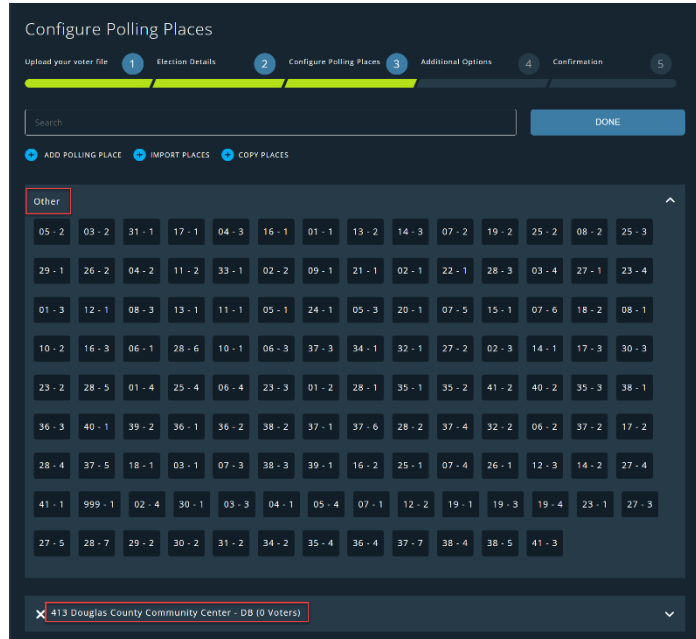 Configure Polling Places
Upload your voter file 1 Election Details 2 Configure Polling Places 3 Additional Options 4 Confirmation 5
Search DONE
ADD POLLING PLACE IMPORT PLACES COPY PLACES
Other
05 - 2 03 - 2 31 - 1 17 - 1 04 - 3 16 - 1 01 - 1 13 - 2 14 - 3 07 - 2 19 - 2 25 - 2 08 - 2 25 - 3
29 - 1 26 - 2 04 - 2 11 - 2 33 - 1 02 - 2 09 - 1 21 - 1 02 - 1 22 - 1 28 - 3 03 - 4 27 - 1 23 - 4
01 - 3 12 - 1 08 - 3 13 - 1 11 - 1 05 - 1 24 - 1 05 - 3 20 - 1 07 - 5 15 - 1 07 - 6 18 - 2 08 - 1
10 - 2 16 - 3 06 - 1 28 - 6 10 - 1 06 - 3 37 - 3 34 - 1 32 - 1 27 - 2 02 - 3 14 - 1 17 - 3 30 - 3
23 - 2 28 - 5 01 - 4 25 - 4 06 - 4 23 - 3 01 - 2 28 - 1 35 - 1 35 - 2 41 - 2 40 - 2 35 - 3 38 - 1
36 - 3 40 - 1 39 - 2 36 - 1 36 - 2 38 - 2 37 - 1 37 - 6 28 - 2 37 - 4 32 - 2 06 - 2 37 - 2 17 - 2
28 - 4 37 - 5 18 - 1 03 - 1 07 - 3 38 - 3 39 - 1 16 - 2 25 - 1 07 - 4 26 - 1 12 - 3 14 - 2 27 - 4
41 - 1 999 - 1 02 - 4 30 - 1 03 - 3 04 - 1 05 - 4 07 - 1 12 - 2 19 - 1 19 - 3 19 - 4 23 - 1 27 - 3
27 - 5 28 - 7 29 - 2 30 - 2 31 - 2 34 - 2 35 - 4 36 - 4 37 - 7 38 - 4 38 - 5 41 - 3
413 Douglas County Community Center - DB (0 Voters)